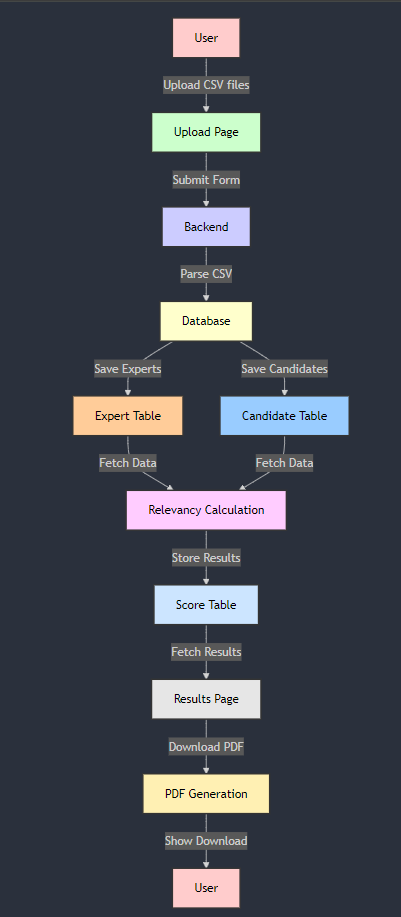 User
Upload CSV files
Upload Page
Submit Form
Backend
Parse CSV
Database
Save Experts
Save Candidates
Expert Table
Candidate Table
Fetch Data
Fetch Data
Relevancy Calculation
Store Results
Score Table
Fetch Results
Results Page
Download PDF
PDF Generation
Show Download
User